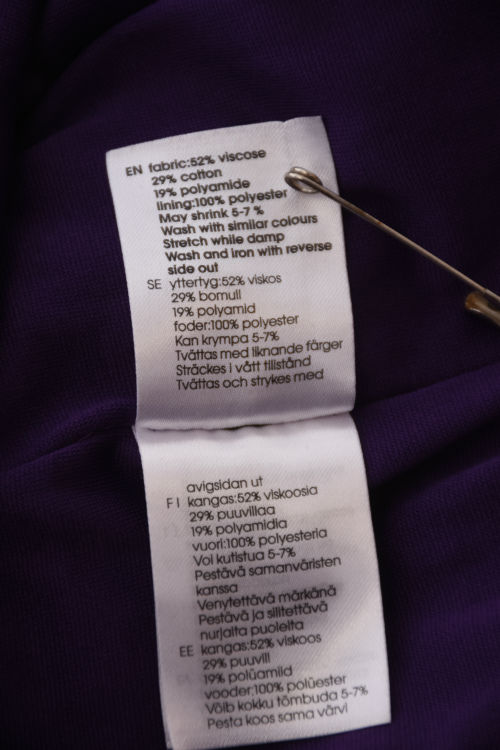 EN fabric:52% viscose
29% cotton
19% polyamide
lining:100% polyester
May shrink 5-7 %
Wash with similar colours
Stretch while damp
Wash and iron with reverse
side out
SE yttertyg:52% viskos
29% bomull
19% polyamid
foder:100% polyester
Kan krympa 5-7%
Tvättas med liknande färger
Sträckes i vått tillstånd
Tvättas och strykes med
avigsidan ut
FI kangas:52% viskoosia
29% puuvillaa
19% polyamidia
vuori:100% polyesteria
Voi kutistua 5-7%
Pestävä samanväristen
kanssa
Venytettävä märkänä
Pestävä ja silitettävä
nurjalta puolelta
EE kangas:52% viskoos
29% puuvill
19% polüamiid
vooder:100% polüester
Võib kokku tõmbuda 5-7%
Pesta koos sama värvi